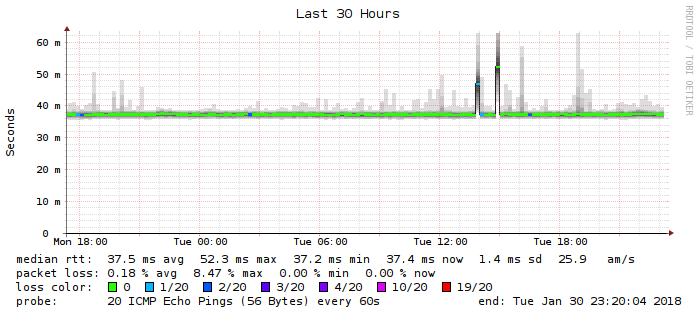 Last 30 Hours
RRDTOOL / TOBI OETIKER
Seconds
60 m
50 m
40 m
30 m
20 m
10 m
0
Mon 18:00 Tue 00:00 Tue 06:00 Tue 12:00 Tue 18:00
median rtt: 37.5 ms avg 52.3 ms max 37.2 ms min 37.4 ms now 1.4 ms sd 25.9 am/s
packet loss: 0.18 % avg 8.47 % max 0.00 % min 0.00 % now
loss color: 0 1/20 2/20 3/20 4/20 10/20 19/20
probe: 20 ICMP Echo Pings (56 Bytes) every 60s end: Tue Jan 30 23:20:04 2018